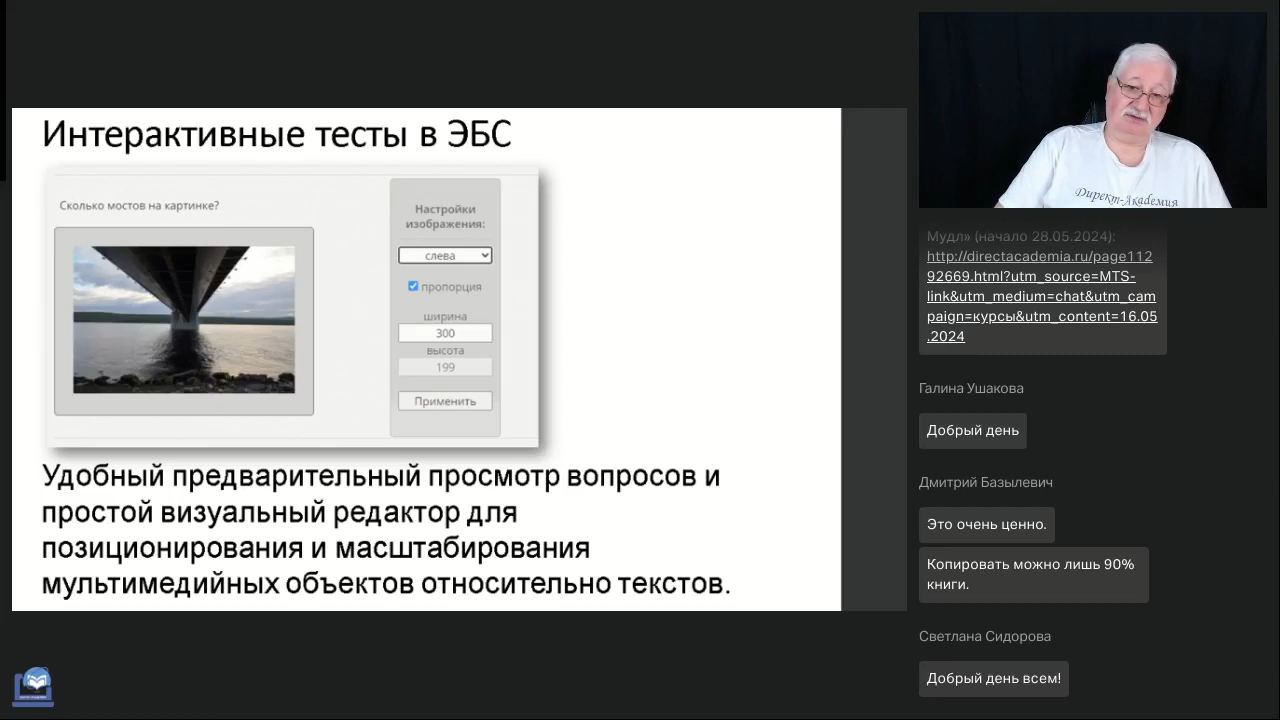 Интерактивные тесты в ЭБС
Сколько мостов на картинке?
Настройки
изображения:
слева
пропорция
ширина
300
высота
199
Применить
Удобный предварительный просмотр вопросов и
простой визуальный редактор для
позиционирования и масштабирования
мультимедийных объектов относительно текстов.
Директ-Академия
Мудл» (начало 28.05.2024):
http://directacademia.ru/page112
92669.html?utm_source=MTS-
link&utm_medium=chat&utm_cam
paign=курсы&utm_content=16.05
.2024
Галина Ушакова
Добрый день
Дмитрий Базылевич
Это очень ценно.
Копировать можно лишь 90%
книги.
Светлана Сидорова
Добрый день всем!